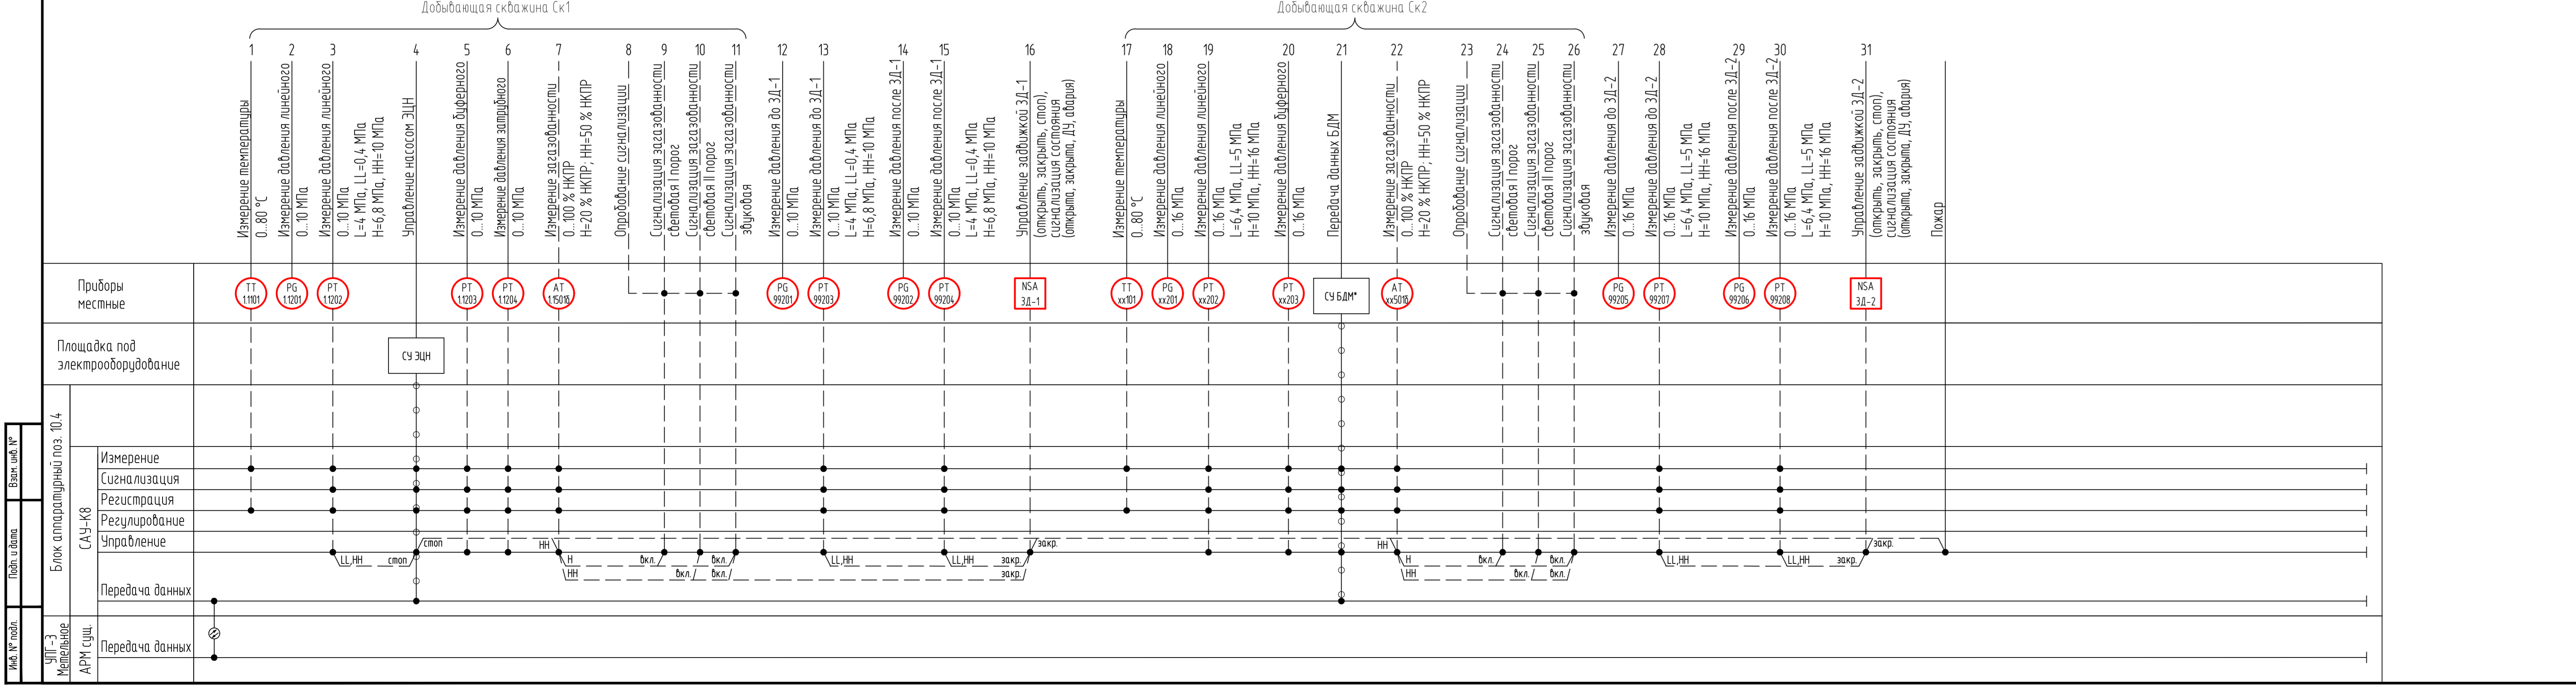 Добывающая скважина Ск1
Добывающая скважина Ск2
1
2
3
4
5
6
7
8
9
10
11
12
13
14
15
16
17
18
19
20
21
22
23
24
25
26
27
28
29
30
31
Измерение температуры
0...80 °С
Измерение давления линейного
0...10 МПа
Измерение давления линейного
0...10 МПа
L=4 МПа, LL=0,4 МПа
H=6,8 МПа, HH=10 МПа
Управление насосом ЭЦН
Измерение давления буферного
0...10 МПа
Измерение давления затрубного
0...10 МПа
Измерение загазованности
0...100 % НКПР
H=20 % НКПР; HH=50 % НКПР
Опробование сигнализации
Сигнализация загазованности
световая I порог
Сигнализация загазованности
световая II порог
Сигнализация загазованности
звуковая
Измерение давления до ЗД-1
0...10 МПа
Измерение давления до ЗД-1
0...10 МПа
L=4 МПа, LL=0,4 МПа
H=6,8 МПа, HH=10 МПа
Измерение давления после ЗД-1
0...10 МПа
Измерение давления после ЗД-1
0...10 МПа
L=4 МПа, LL=0,4 МПа
H=6,8 МПа, HH=10 МПа
Управление задвижкой ЗД-1
(открыть, закрыть, стоп),
сигнализация состояния
(открыта, закрыта, ДУ, авария)
Измерение температуры
0...80 °С
Измерение давления линейного
0...16 МПа
Измерение давления линейного
0...16 МПа
L=6,4 МПа, LL=5 МПа
H=10 МПа, HH=16 МПа
Измерение давления буферного
0...16 МПа
Передача данных БДМ
Измерение загазованности
0...100 % НКПР
H=20 % НКПР; HH=50 % НКПР
Опробование сигнализации
Сигнализация загазованности
световая I порог
Сигнализация загазованности
световая II порог
Сигнализация загазованности
звуковая
Измерение давления до ЗД-2
0...16 МПа
Измерение давления до ЗД-2
0...16 МПа
L=6,4 МПа, LL=5 МПа
H=10 МПа, HH=16 МПа
Измерение давления после ЗД-2
0...16 МПа
Измерение давления после ЗД-2
0...16 МПа
L=6,4 МПа, LL=5 МПа
H=10 МПа, HH=16 МПа
Управление задвижкой ЗД-2
(открыть, закрыть, стоп),
сигнализация состояния
(открыта, закрыта, ДУ, авария)
Пожар
Приборы
местные
TT
1.1101
PG
1.1201
PT
1.1202
PT
1.1203
PT
1.1204
AT
1.1501δ
PG
99201
PT
99203
PG
99202
PT
99204
NSA
ЗД-1
TT
xx101
PG
xx201
PT
xx202
PT
xx203
СУ БДМ*
AT
xx501δ
PG
99205
PT
99207
PG
99206
PT
99208
NSA
ЗД-2
Площадка под
электрооборудование
СУ ЭЦН
Блок аппаратурный поз. 10.4
САУ-К8
Измерение
Сигнализация
Регистрация
Регулирование
Управление
Передача данных
LL,HH
стоп
стоп
HH
H
HH
вкл.
вкл.
вкл.
вкл.
LL,HH
LL,HH
закр.
закр.
закр.
HH
H
HH
вкл.
вкл.
вкл.
вкл.
LL,HH
LL,HH
закр.
закр.
УПГ-3
Метельное
АРМ сущ.
Передача данных
Взам. инв. №
Подп. и дата
Инв. № подл.